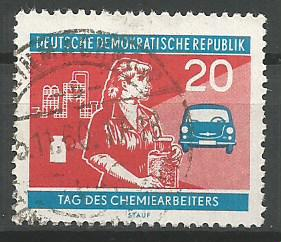 DEUTSCHE DEMOKRATISCHE REPUBLIK
20
TAG DES CHEMIEARBEITERS
STAUF